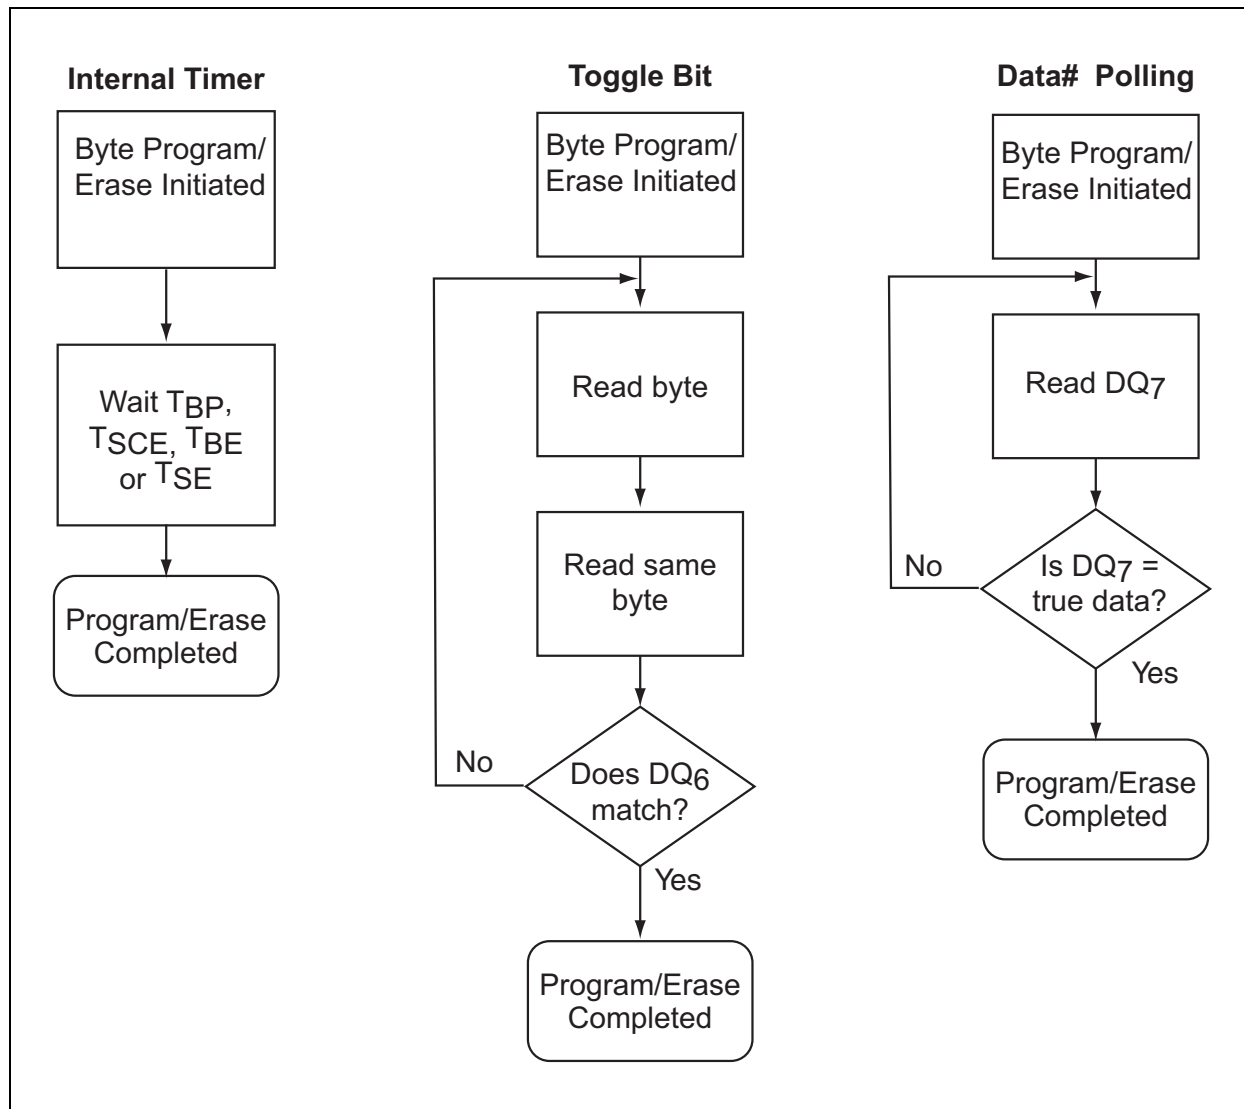 Internal Timer
Byte Program/
Erase Initiated
Wait TBP,
TSCE, TBE
or TSE
Program/Erase
Completed
Toggle Bit
Byte Program/
Erase Initiated
Read byte
Read same
byte
Does DQ6
match?
No
Yes
Program/Erase
Completed
Data# Polling
Byte Program/
Erase Initiated
Read DQ7
Is DQ7 =
true data?
No
Yes
Program/Erase
Completed